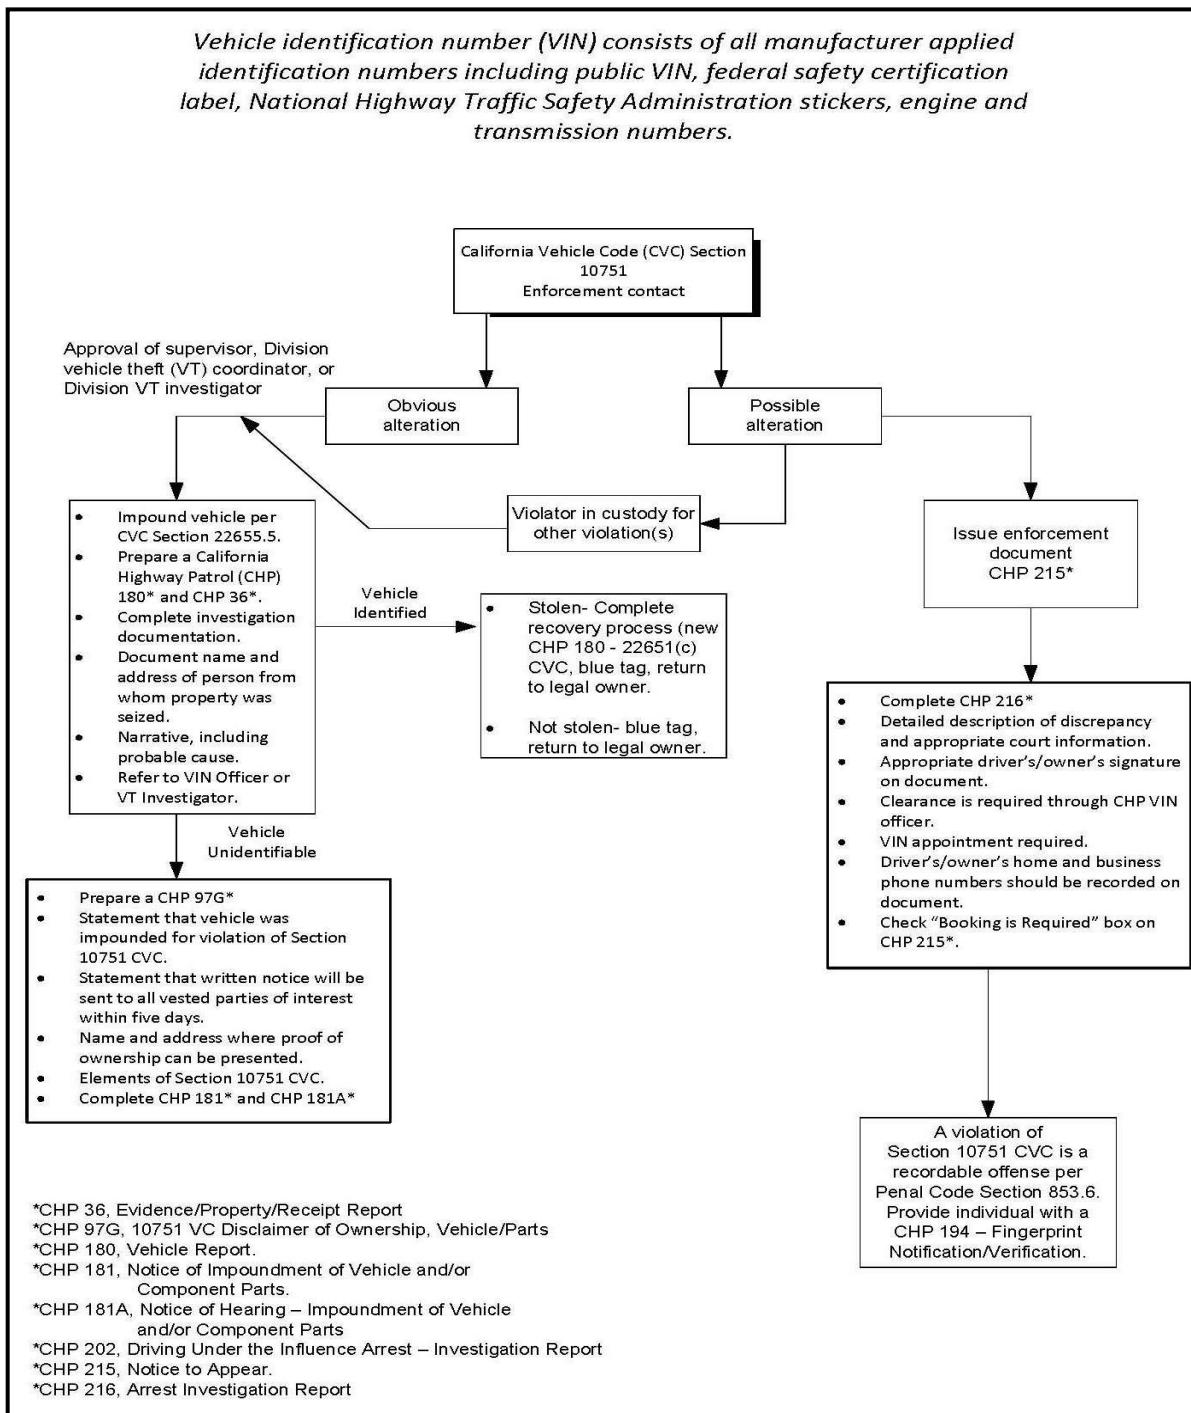 Vehicle identification number (VIN) consists of all manufacturer applied
identification numbers including public VIN, federal safety certification
label, National Highway Traffic Safety Administration stickers, engine and
transmission numbers.
California Vehicle Code (CVC) Section
10751
Enforcement contact
Approval of supervisor, Division
vehicle theft (VT) coordinator, or
Division VT investigator
Obvious
alteration
Possible
alteration
Violator in custody for
other violation(s)
Issue enforcement
document
CHP 215*
• Impound vehicle per
CVC Section 22655.5.
• Prepare a California
Highway Patrol (CHP)
180* and CHP 36*.
• Complete investigation
documentation.
• Document name and
address of person from
whom property was
seized.
• Narrative, including
probable cause.
• Refer to VIN Officer or
VT Investigator.
Vehicle
Identified
• Stolen- Complete
recovery process (new
CHP 180 - 22651(c)
CVC, blue tag, return
to legal owner.
• Not stolen- blue tag,
return to legal owner.
• Complete CHP 216*
• Detailed description of discrepancy
and appropriate court information.
• Appropriate driver's/owner's signature
on document.
• Clearance is required through CHP VIN
officer.
• VIN appointment required.
• Driver's/owner's home and business
phone numbers should be recorded on
document.
• Check "Booking is Required" box on
CHP 215*.
Vehicle
Unidentifiable
• Prepare a CHP 97G*
• Statement that vehicle was
impounded for violation of Section
10751 CVC.
• Statement that written notice will be
sent to all vested parties of interest
within five days.
• Name and address where proof of
ownership can be presented.
• Elements of Section 10751 CVC.
• Complete CHP 181* and CHP 181A*
A violation of
Section 10751 CVC is a
recordable offense per
Penal Code Section 853.6.
Provide individual with a
CHP 194 – Fingerprint
Notification/Verification.
*CHP 36, Evidence/Property/Receipt Report
*CHP 97G, 10751 VC Disclaimer of Ownership, Vehicle/Parts
*CHP 180, Vehicle Report.
*CHP 181, Notice of Impoundment of Vehicle and/or
Component Parts.
*CHP 181A, Notice of Hearing – Impoundment of Vehicle
and/or Component Parts
*CHP 202, Driving Under the Influence Arrest – Investigation Report
*CHP 215, Notice to Appear.
*CHP 216, Arrest Investigation Report